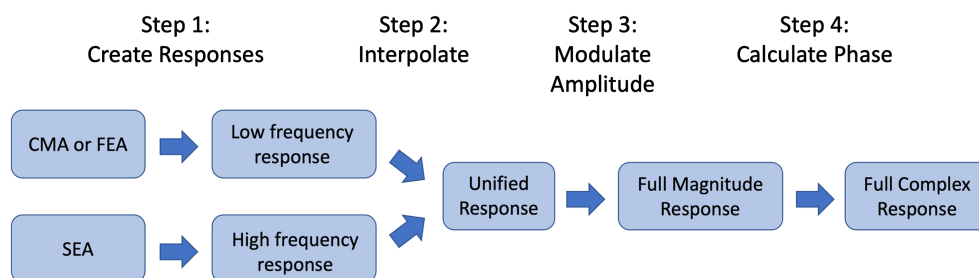 Step 1:
Create Responses
Step 2:
Interpolate
Step 3:
Modulate
Amplitude
Step 4:
Calculate Phase
CMA or FEA
Low frequency
response
SEA
High frequency
response
Unified
Response
Full Magnitude
Response
Full Complex
Response